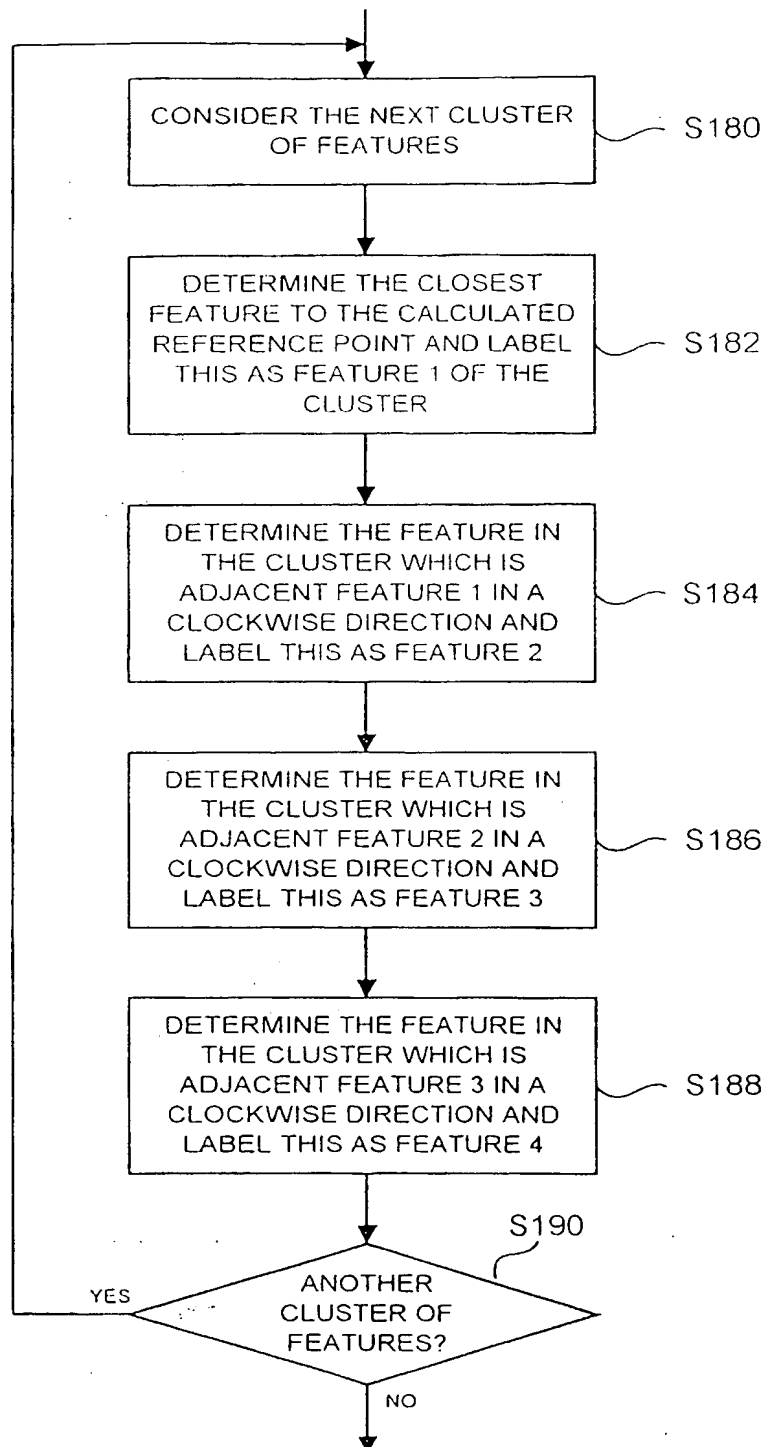 CONSIDER THE NEXT CLUSTER
OF FEATURES
S180
DETERMINE THE CLOSEST
FEATURE TO THE CALCULATED
REFERENCE POINT AND LABEL
THIS AS FEATURE 1 OF THE
CLUSTER
S182
DETERMINE THE FEATURE IN
THE CLUSTER WHICH IS
ADJACENT FEATURE 1 IN A
CLOCKWISE DIRECTION AND
LABEL THIS AS FEATURE 2
S184
DETERMINE THE FEATURE IN
THE CLUSTER WHICH IS
ADJACENT FEATURE 2 IN A
CLOCKWISE DIRECTION AND
LABEL THIS AS FEATURE 3
S186
DETERMINE THE FEATURE IN
THE CLUSTER WHICH IS
ADJACENT FEATURE 3 IN A
CLOCKWISE DIRECTION AND
LABEL THIS AS FEATURE 4
S188
S190
YES
ANOTHER
CLUSTER OF
FEATURES?
NO